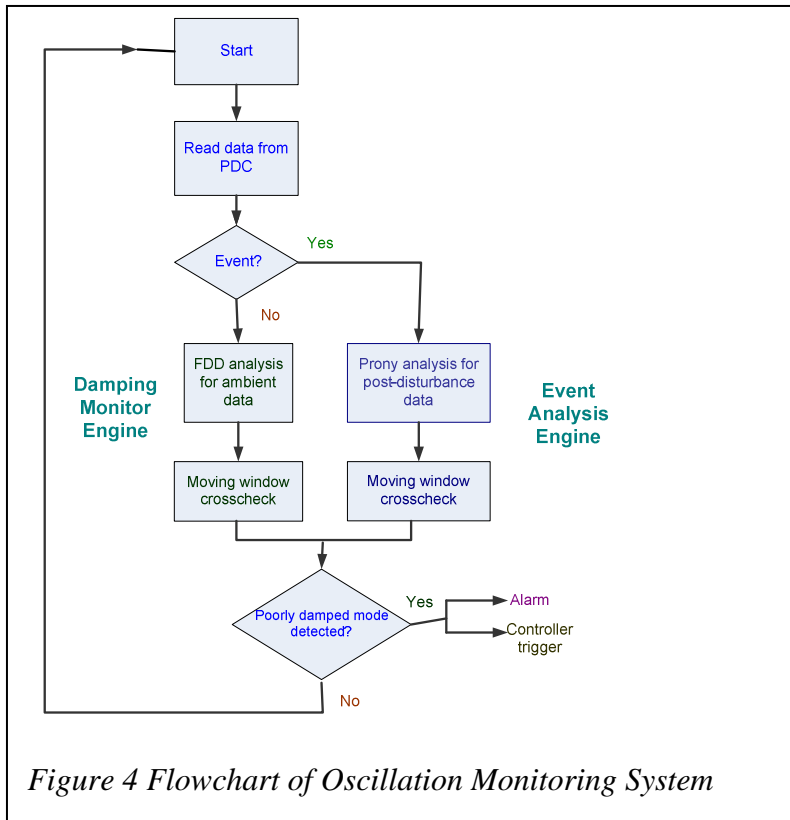 Start
Read data from
PDC
Event?
Yes
No
Damping
Monitor
Engine
FDD analysis
for ambient
data
Prony analysis for
post-disturbance
data
Event
Analysis
Engine
Moving window
crosscheck
Moving window
crosscheck
Poorly damped mode
detected?
Yes
Alarm
Controller
trigger
No
Figure 4 Flowchart of Oscillation Monitoring System